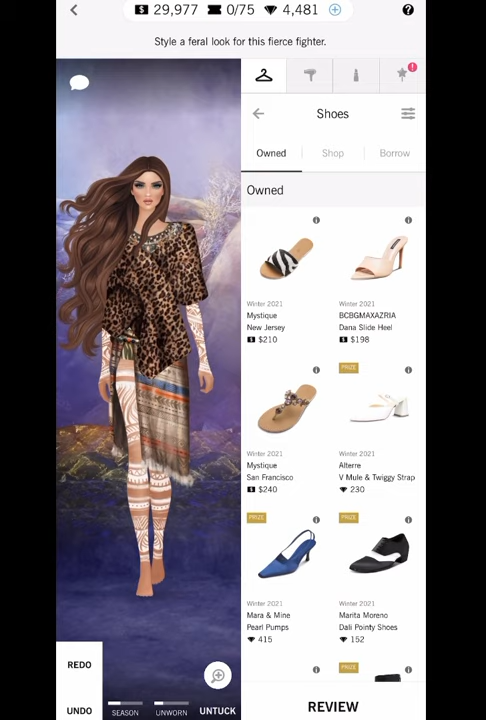 $ 29,977 0/75 4,481
Style a feral look for this fierce fighter.
Shoes
Owned Shop Borrow
Owned
Winter 2021
Mystique
New Jersey
$ $210
Winter 2021
BCBGMAXAZRIA
Dana Slide Heel
$ $198
Winter 2021
Mystique
San Francisco
$ $240
PRIZE
Winter 2021
Alterre
V Mule & Twiggy Strap
230
PRIZE
Winter 2021
Mara & Mine
Pearl Pumps
415
Winter 2021
Marita Moreno
Dali Pointy Shoes
152
PRIZE
PRIZE
REDO
UNDO
SEASON
UNWORN
UNTUCK
REVIEW